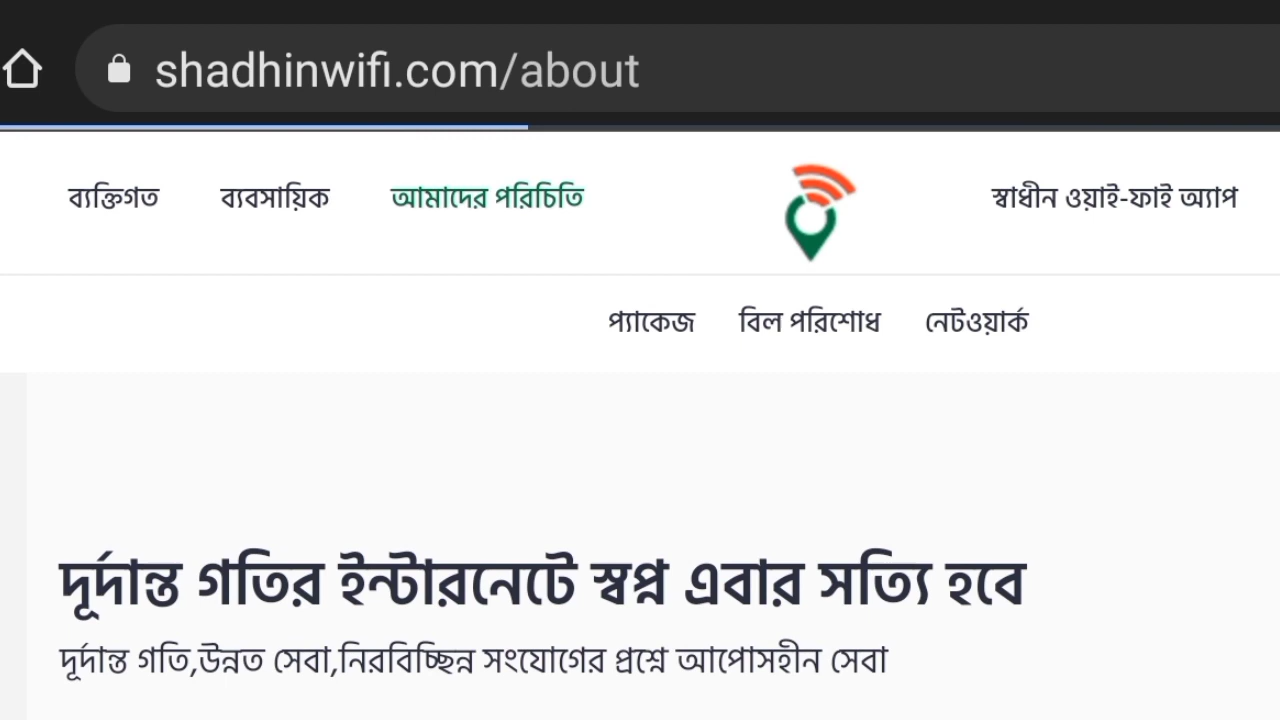 shadhinwifi.com/about
ব্যক্তিগত ব্যবসায়িক আমাদের পরিচিতি স্বাধীন ওয়াই-ফাই অ্যাপ
প্যাকেজ বিল পরিশোধ নেটওয়ার্ক
দূর্দান্ত গতির ইন্টারনেটে স্বপ্ন এবার সত্যি হবে
দূর্দান্ত গতি,উন্নত সেবা,নিরবিচ্ছিন্ন সংযোগের প্রশ্নে আপোসহীন সেবা